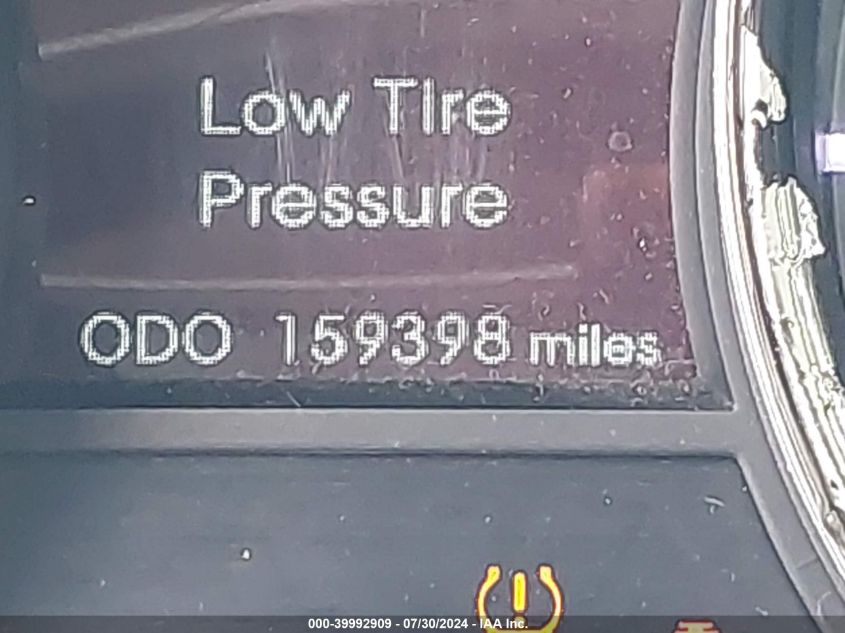 Low Tire
Pressure
ODO 159398 miles
000-39992909 - 07/30/2024 - IAA Inc.